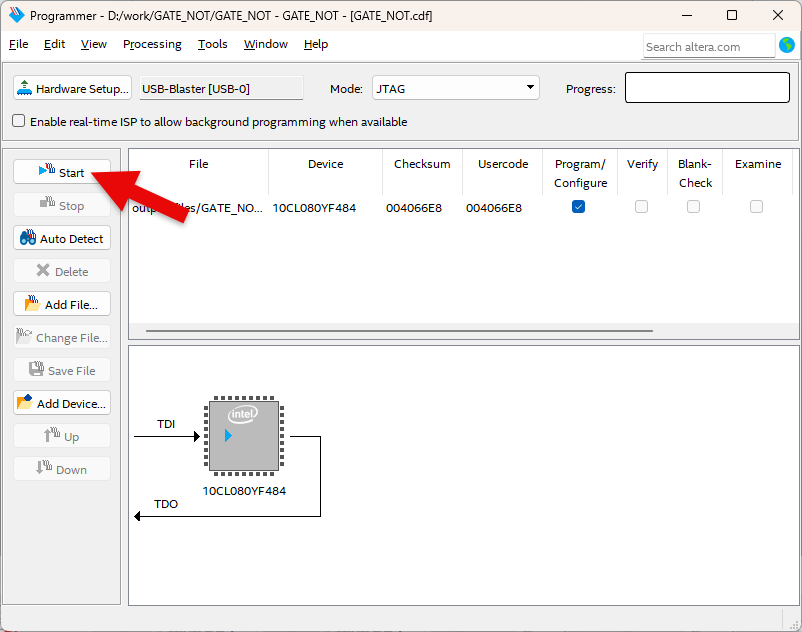 Programmer - D:/work/GATE_NOT/GATE_NOT - GATE_NOT - [GATE_NOT.cdf]
File Edit View Processing Tools Window Help
Search altera.com
Hardware Setup... USB-Blaster [USB-0] Mode: JTAG Progress:
Enable real-time ISP to allow background programming when available
Start
Stop
Auto Detect
Delete
Add File...
Change File...
Save File
Add Device...
Up
Down
File Device Checksum Usercode Program/ Verify Blank- Examine
Configure Check
GATE_NO... 10CL080YF484 004066E8 004066E8
intel
TDI
10CL080YF484
TDO